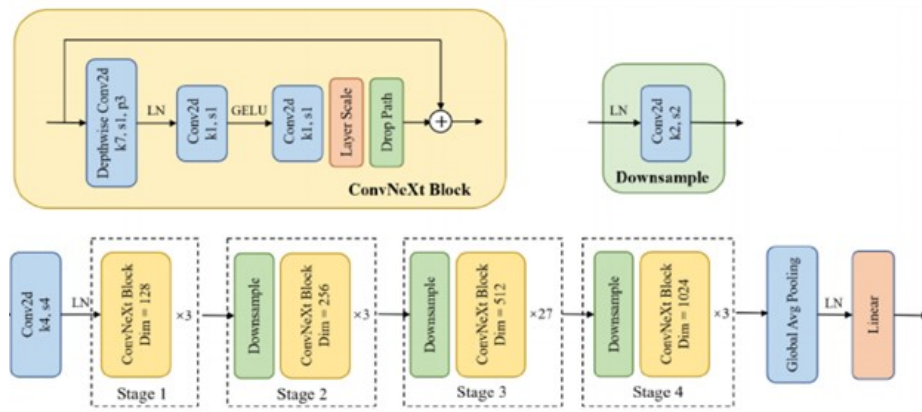 Depthwise Conv2d
k7, s1, p3
LN
Conv2d
k1, s1
GELU
Conv2d
k1, s1
Layer Scale
Drop Path
+
ConvNeXt Block
LN
Conv2d
k2, s2
Downsample
Conv2d
k4, s4
LN
ConvNeXt Block
Dim = 128
×3
Stage 1
Downsample
ConvNeXt Block
Dim = 256
×3
Stage 2
Downsample
ConvNeXt Block
Dim = 512
×27
Stage 3
Downsample
ConvNeXt Block
Dim = 1024
×3
Stage 4
Global Avg Pooling
LN
Linear